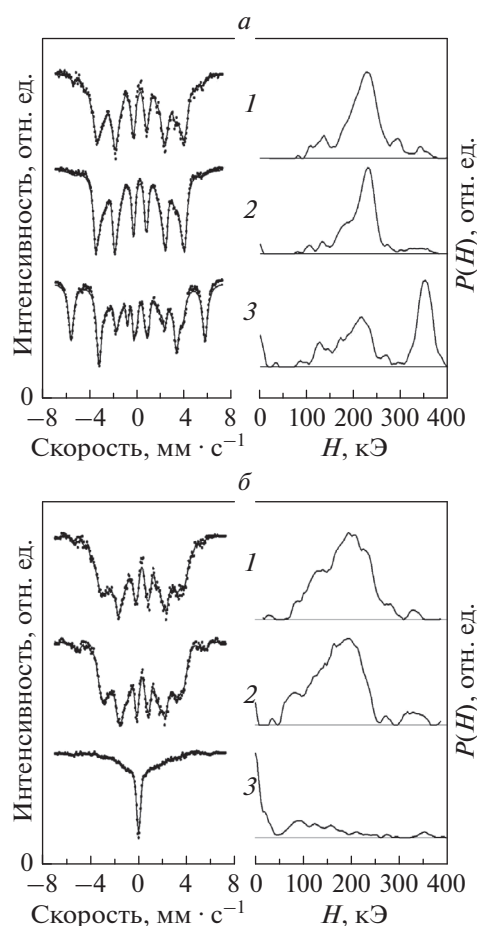 а
Интенсивность, отн. ед.
1
2
3
P(H), отн. ед.
0
−8 −4 0 4 8
0 100 200 300 400
Скорость, мм · с−1
H, кЭ
б
Интенсивность, отн. ед.
1
2
3
P(H), отн. ед.
0
−8 −4 0 4 8
0 100 200 300 400
Скорость, мм · с−1
H, кЭ